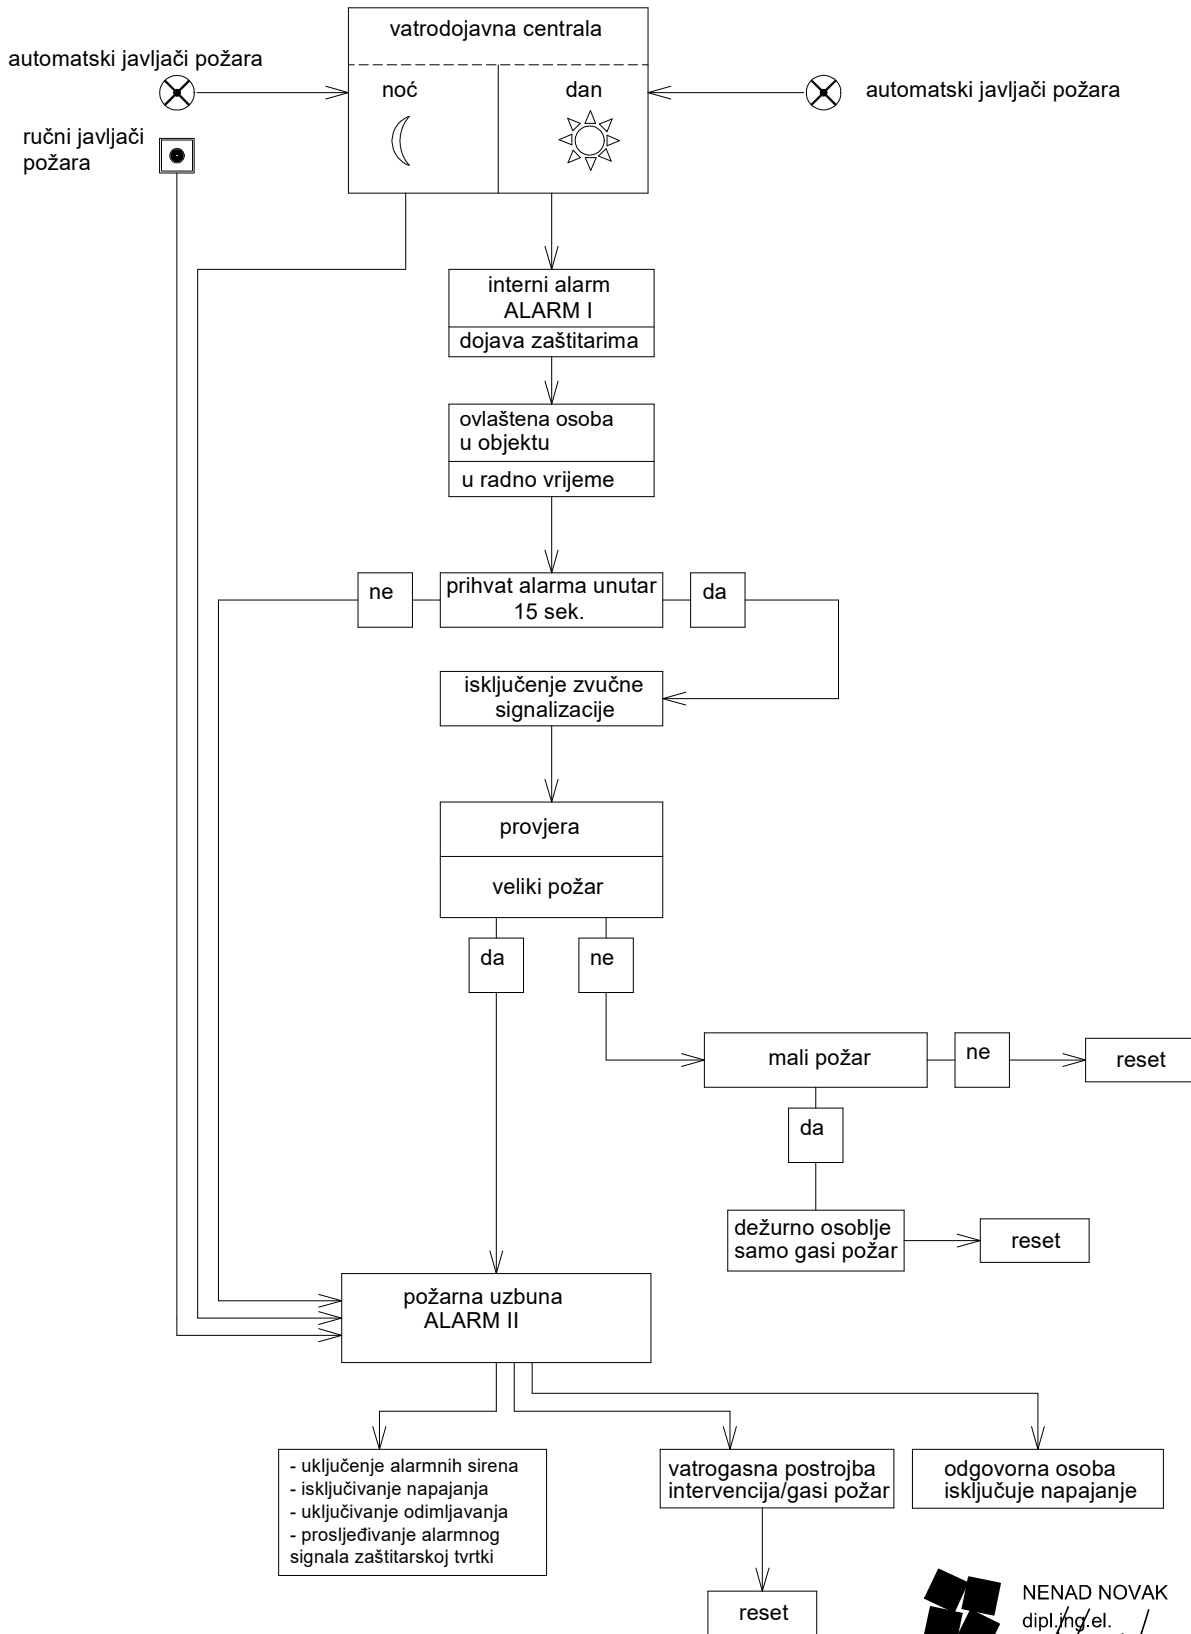 vatrodojavna centrala
automatski javljači požara
noć
dan
automatski javljači požara
ručni javljači
požara
interni alarm
ALARM I
dojava zaštitarima
ovlaštena osoba
u objektu
u radno vrijeme
ne
prihvat alarma unutar
15 sek.
da
isključenje zvučne
signalizacije
provjera
veliki požar
da
ne
mali požar
ne
reset
da
dežurno osoblje
samo gasi požar
reset
požarna uzbuna
ALARM II
- uključenje alarmnih sirena
- isključivanje napajanja
- uključivanje odimljavanja
- prosljeđivanje alarmnog
signala zaštitarskoj tvrtki
vatrogasna postrojba
intervencija/gasi požar
odgovorna osoba
isključuje napajanje
reset
NENAD NOVAK
dipl.ing.el.